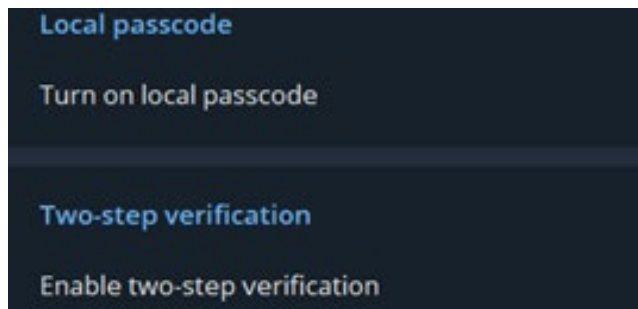 Local passcode
Turn on local passcode
Two-step verification
Enable two-step verification